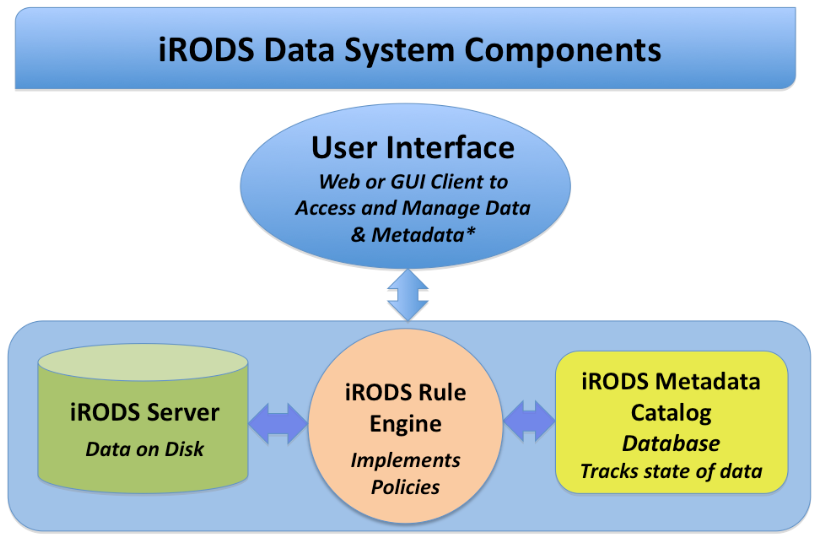 iRODS Data System Components
User Interface
Web or GUI Client to
Access and Manage Data
& Metadata*
iRODS Server
Data on Disk
iRODS Rule
Engine
Implements
Policies
iRODS Metadata
Catalog
Database
Tracks state of data